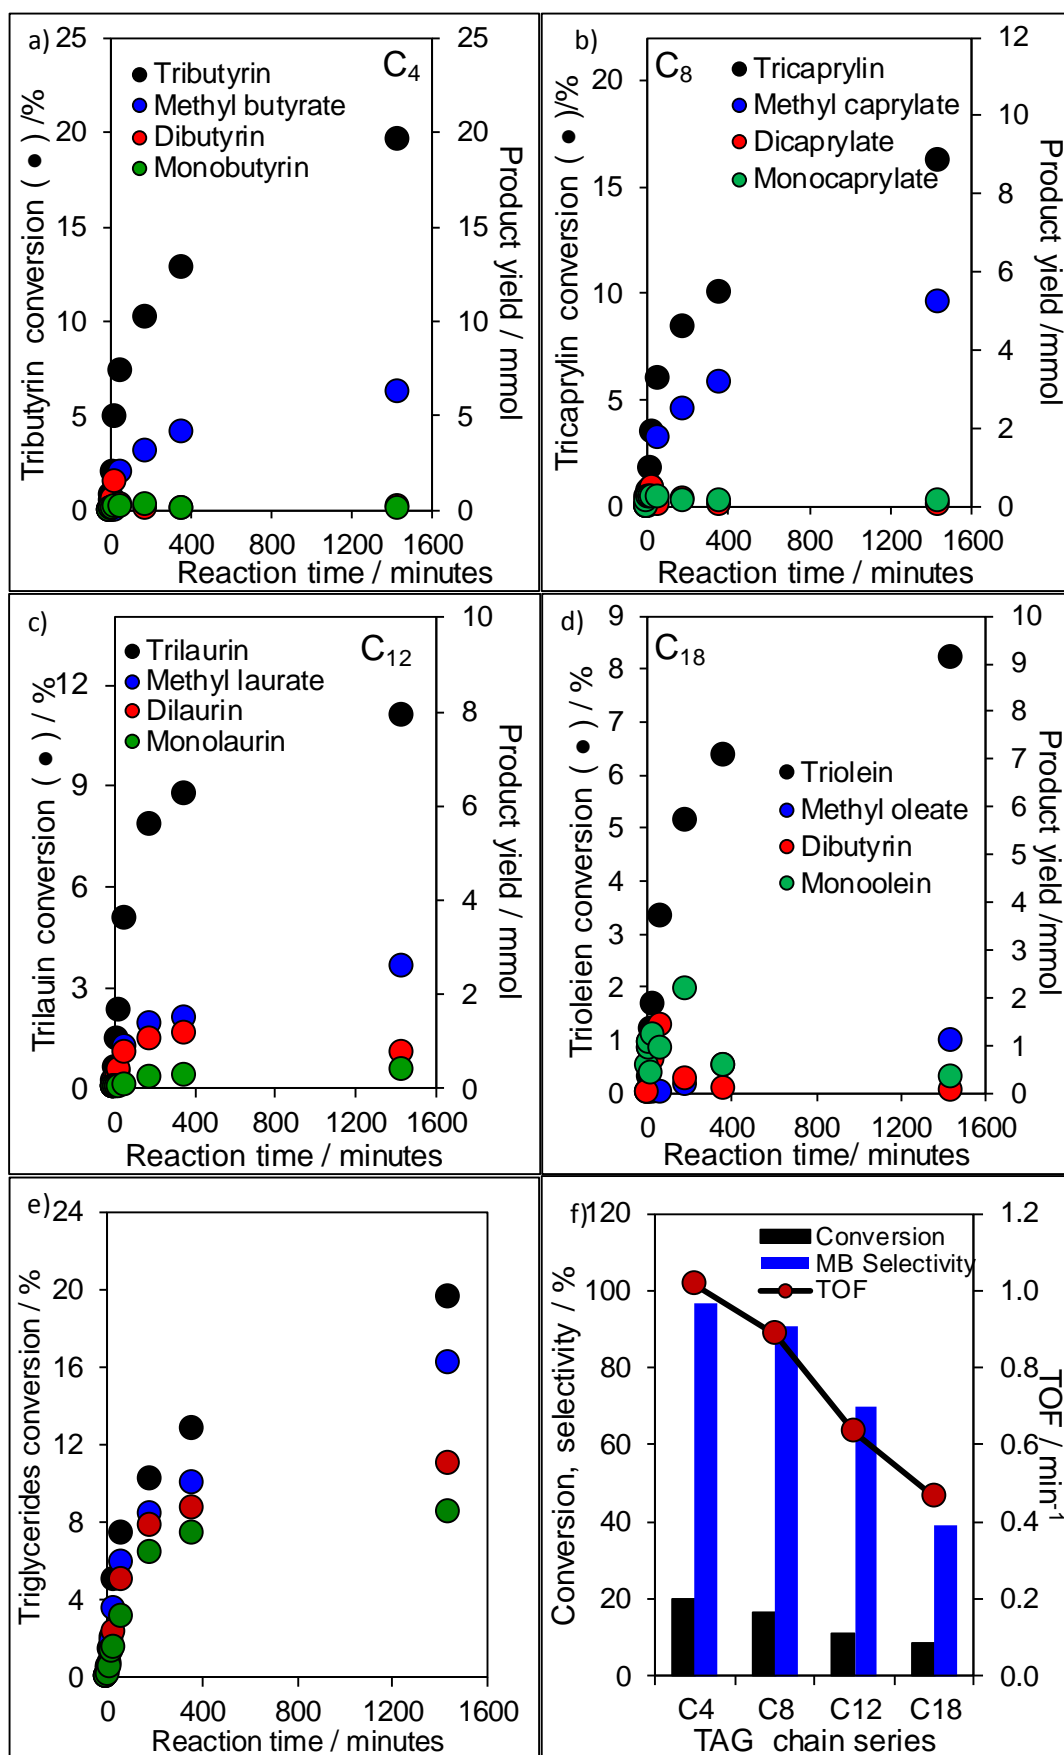 a)
C4
Tributyrin
Methyl butyrate
Dibutyrin
Monobutyrin
Tributyrin conversion (●) /%
25
20
15
10
5
0
Product yield / mmol
25
20
15
10
5
0
0 400 800 1200 1600
Reaction time / minutes
b)
C8
Tricaprylin
Methyl caprylate
Dicaprylate
Monocaprylate
Tricaprylin conversion (●)/%
20
15
10
5
0
Product yield /mmol
12
10
8
6
4
2
0
0 400 800 1200 1600
Reaction time / minutes
c)
C12
Trilaurin
Methyl laurate
Dilaurin
Monolaurin
Trilauin conversion (●) / %
12
9
6
3
0
Product yield / mmol
10
8
6
4
2
0
0 400 800 1200 1600
Reaction time / minutes
d)
C18
Triolein
Methyl oleate
Dibutyrin
Monoolein
Trioleien conversion (●) / %
9
8
7
6
5
4
3
2
1
0
Product yield /mmol
10
9
8
7
6
5
4
3
2
1
0
0 400 800 1200 1600
Reaction time/ minutes
e)
Triglycerides conversion / %
24
20
16
12
8
4
0
0 400 800 1200 1600
Reaction time / minutes
f)
Conversion
MB Selectivity
TOF
Conversion, selectivity / %
120
100
80
60
40
20
0
TOF / min-1
1.2
1.0
0.8
0.6
0.4
0.2
0.0
C4 C8 C12 C18
TAG chain series